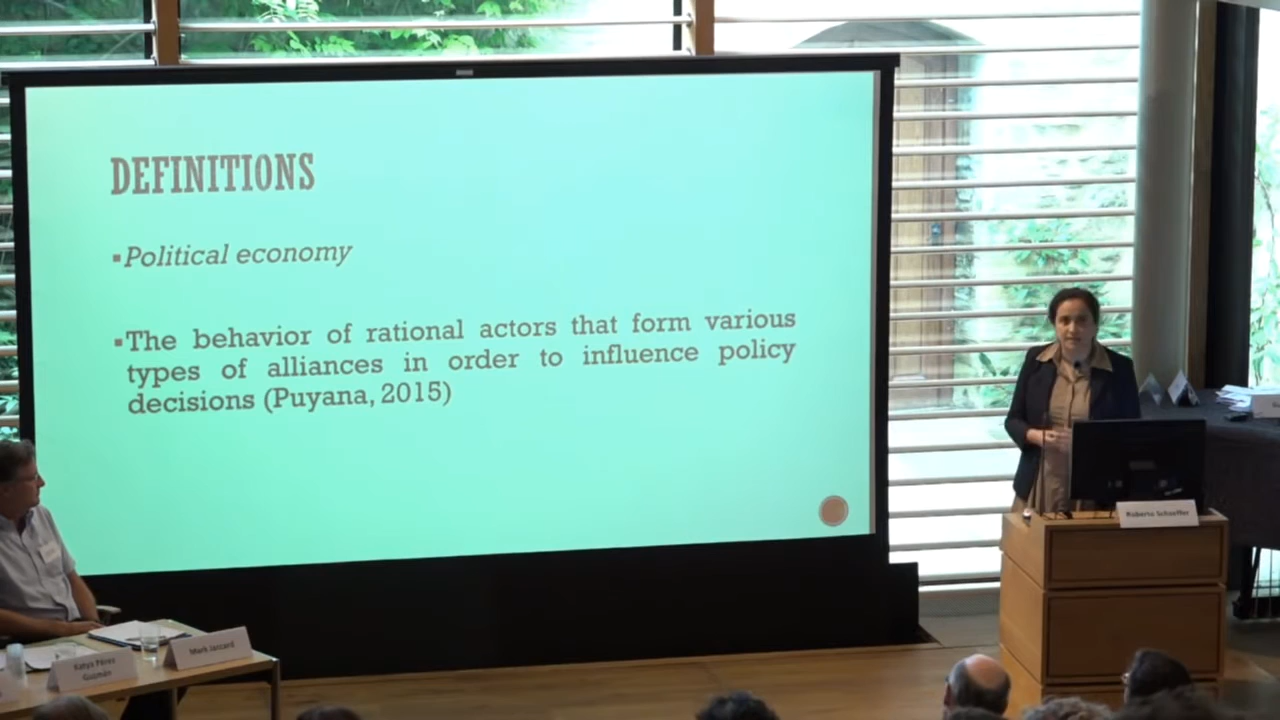 DEFINITIONS
▪Political economy
▪The behavior of rational actors that form various
types of alliances in order to influence policy
decisions (Puyana, 2015)
Roberto Schaeffer
Katya Pérez
Guzmán
Mark Jaccard